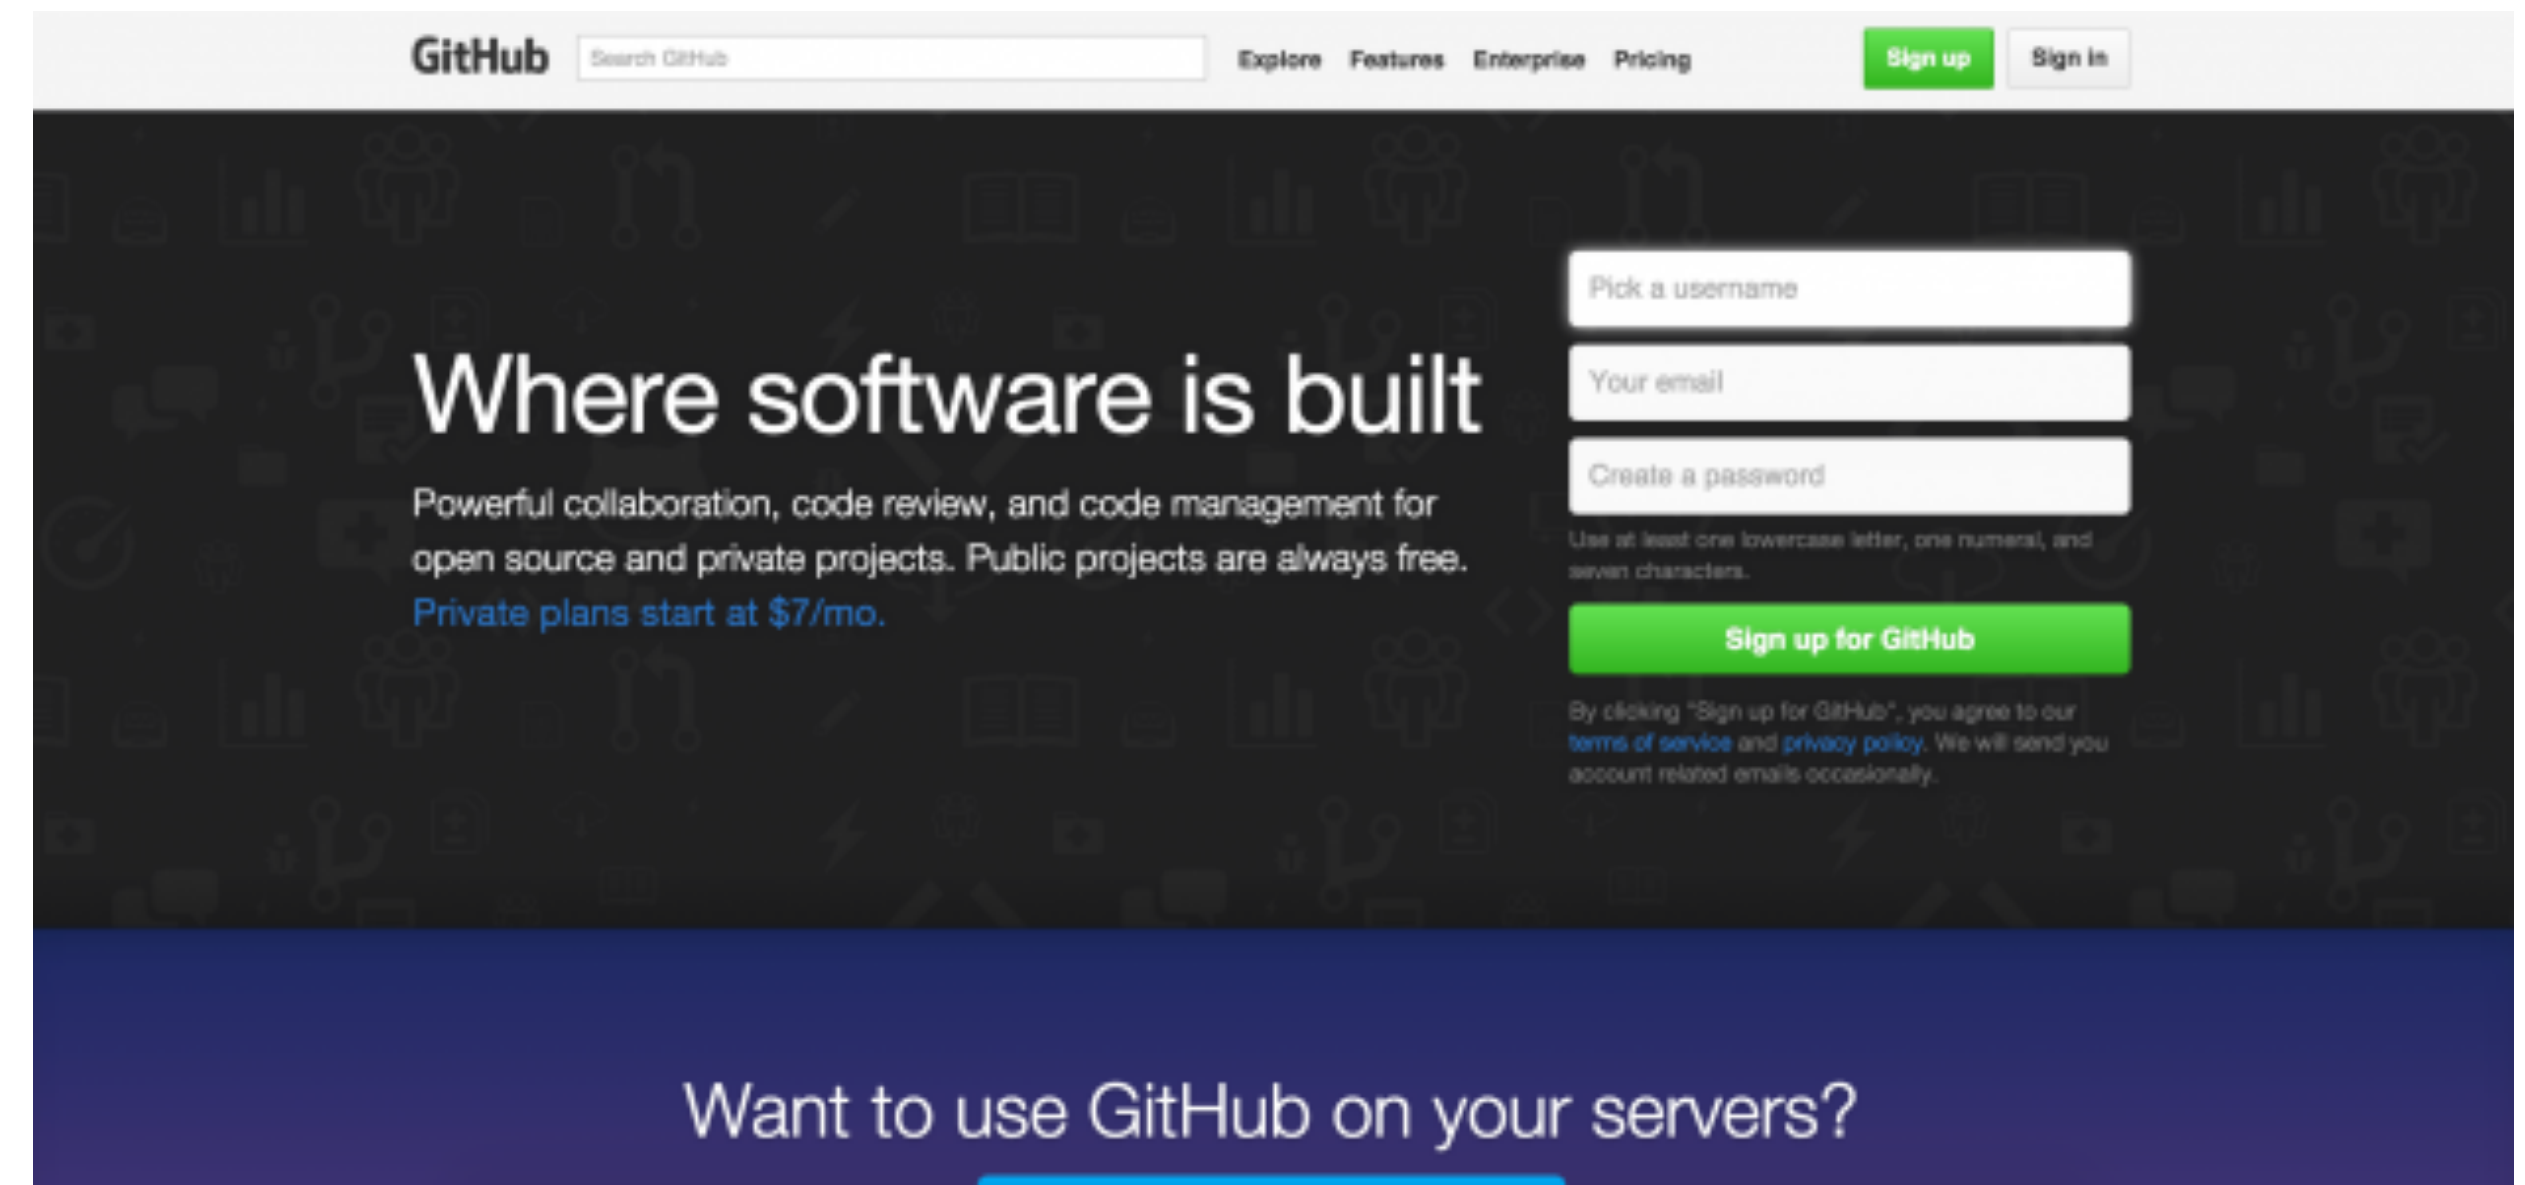 GitHub
Search GitHub
Explore Features Enterprise Pricing
Sign up
Sign in
Where software is built
Powerful collaboration, code review, and code management for
open source and private projects. Public projects are always free.
Private plans start at $7/mo.
Pick a username
Your email
Create a password
Use at least one lowercase letter, one numeral, and
seven characters.
Sign up for GitHub
By clicking "Sign up for GitHub", you agree to our
terms of service and privacy policy. We will send you
account related emails occasionally.
Want to use GitHub on your servers?